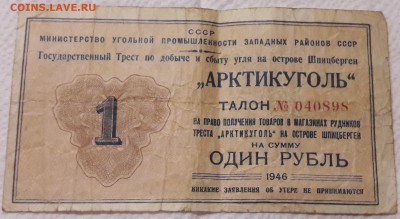 COINS.LAVE.RU
СССР
МИНИСТЕРСТВО УГОЛЬНОЙ ПРОМЫШЛЕННОСТИ ЗАПАДНЫХ РАЙОНОВ СССР
Государственный Трест по добыче и сбыту угля на острове Шпицберген
„АРКТИКУГОЛЬ"
ТАЛОН № 040898
НА ПРАВО ПОЛУЧЕНИЯ ТОВАРОВ В МАГАЗИНАХ РУДНИКОВ
ТРЕСТА „АРКТИКУГОЛЬ" НА ОСТРОВЕ ШПИЦБЕРГЕН
НА СУММУ
ОДИН РУБЛЬ
1946
НИКАКИЕ ЗАЯВЛЕНИЯ ОБ УТЕРЕ НЕ ПРИНИМАЮТСЯ
1